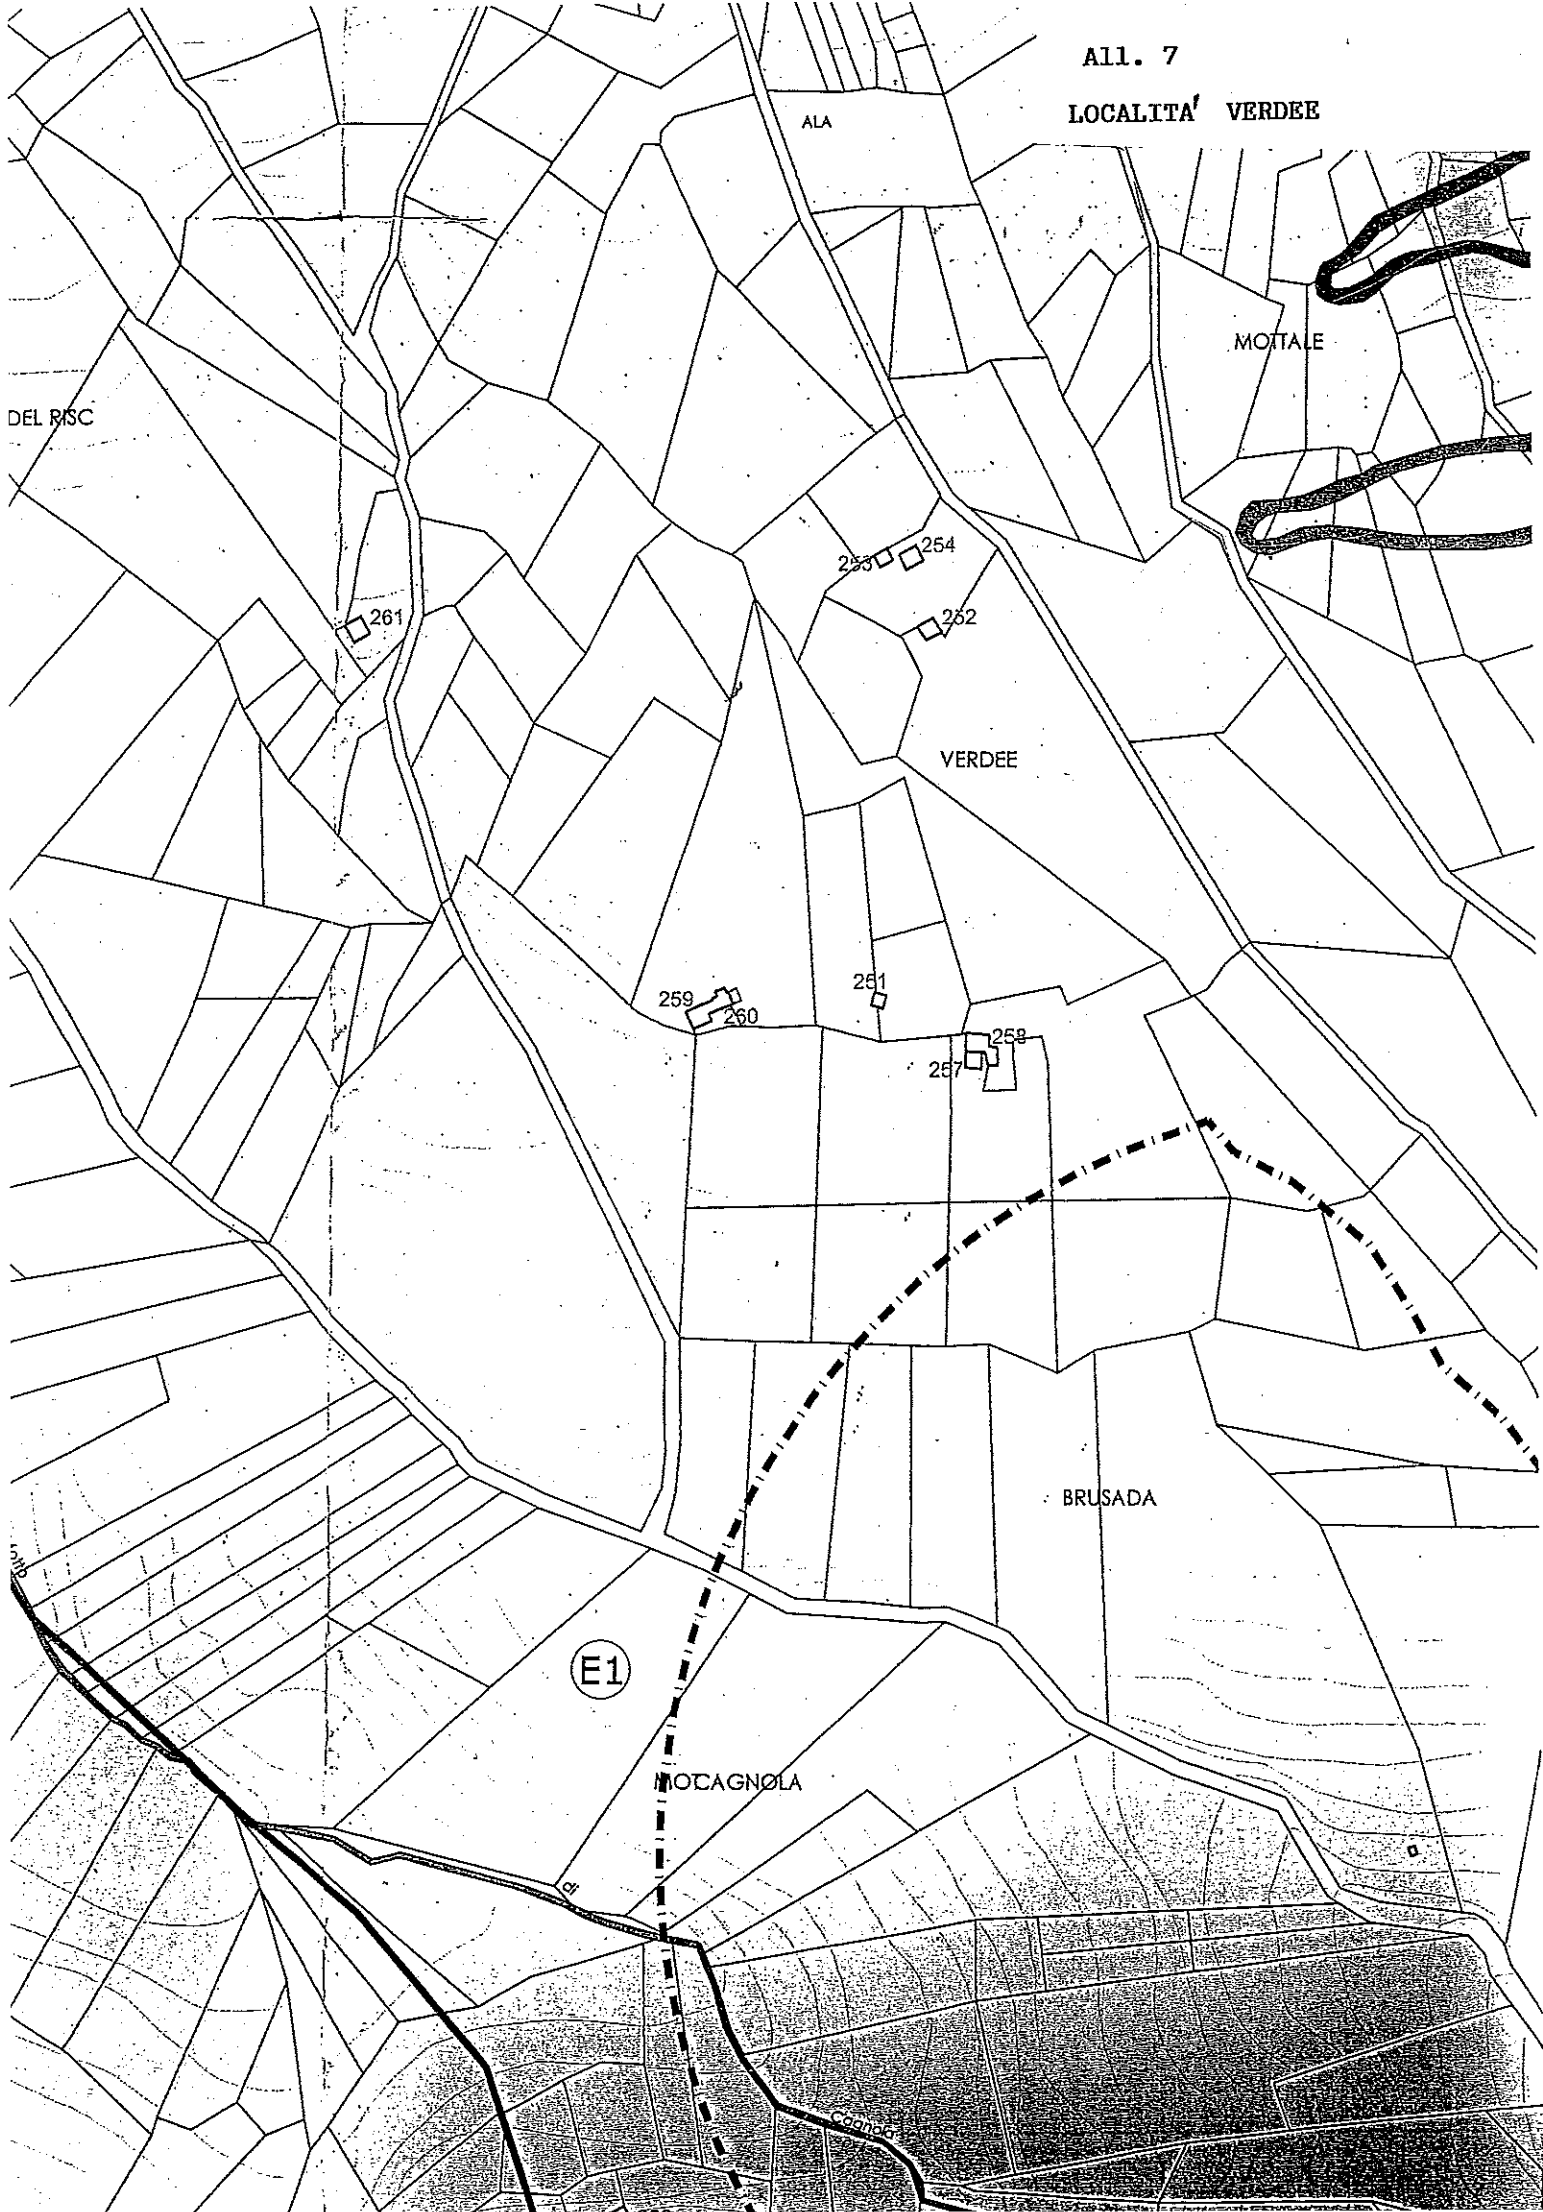 All. 7
LOCALITA' VERDEE
ALA
MOTTALE
DEL RISC
253
254
261
252
VERDEE
251
259
260
258
257
BRUSADA
E1
MOCAGNOLA
di
Cagnola